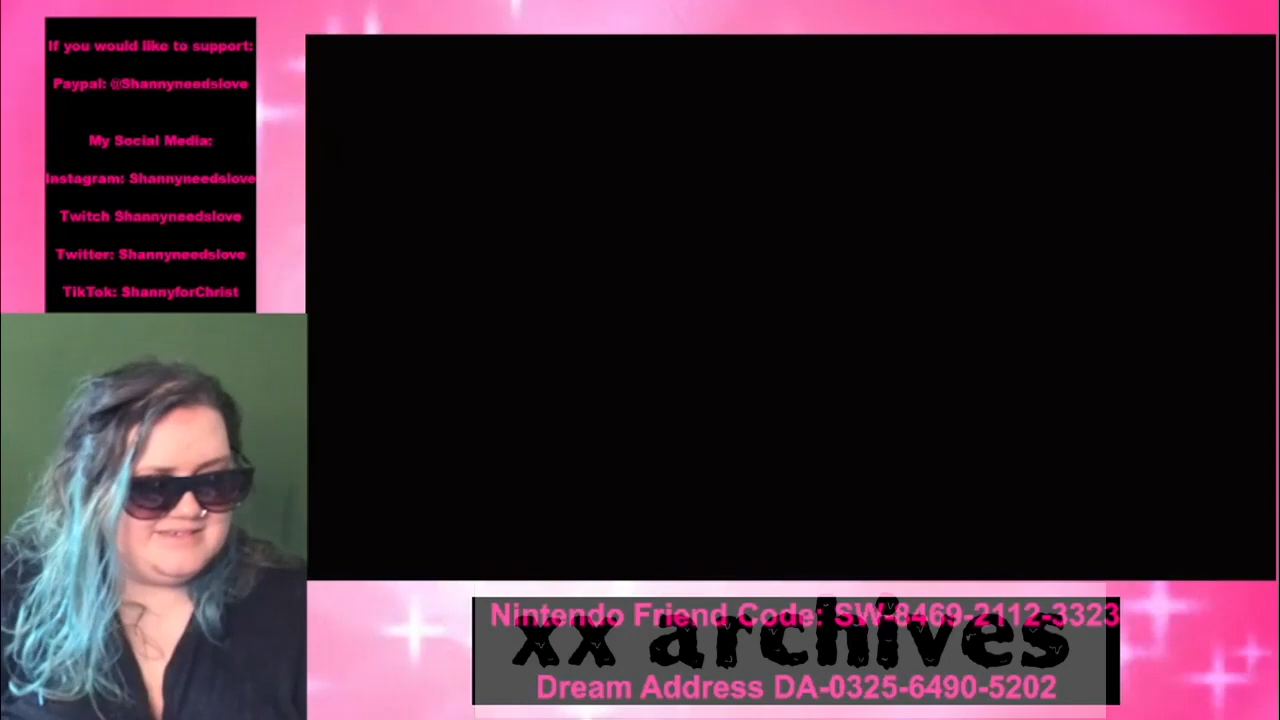 If you would like to support:
Paypal: @Shannyneedslove
My Social Media:
Instagram: Shannyneedslove
Twitch Shannyneedslove
Twitter: Shannyneedslove
TikTok: ShannyforChrist
Nintendo Friend Code: SW-8469-2112-3323
xx archives
Dream Address DA-0325-6490-5202